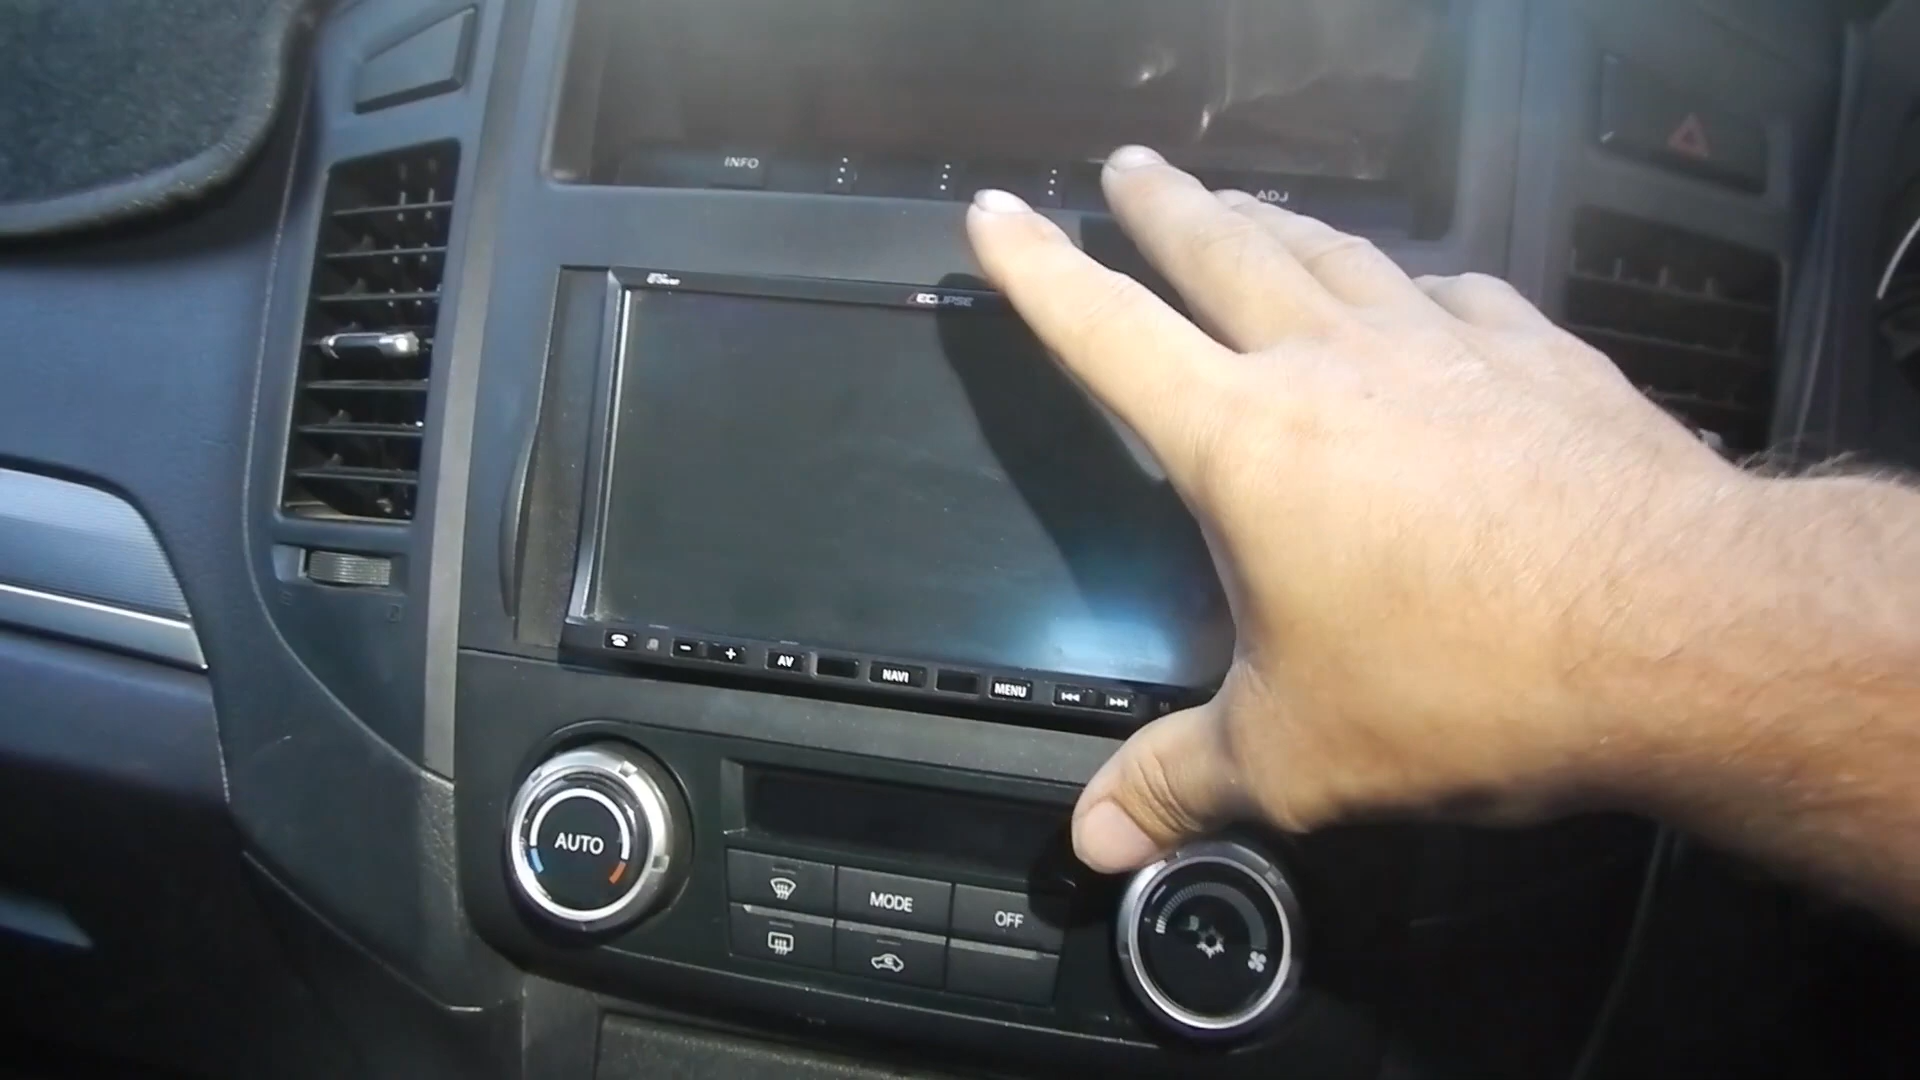 INFO
ADJ
ECLIPSE
- +
AV
NAVI
MENU
AUTO
MODE
OFF